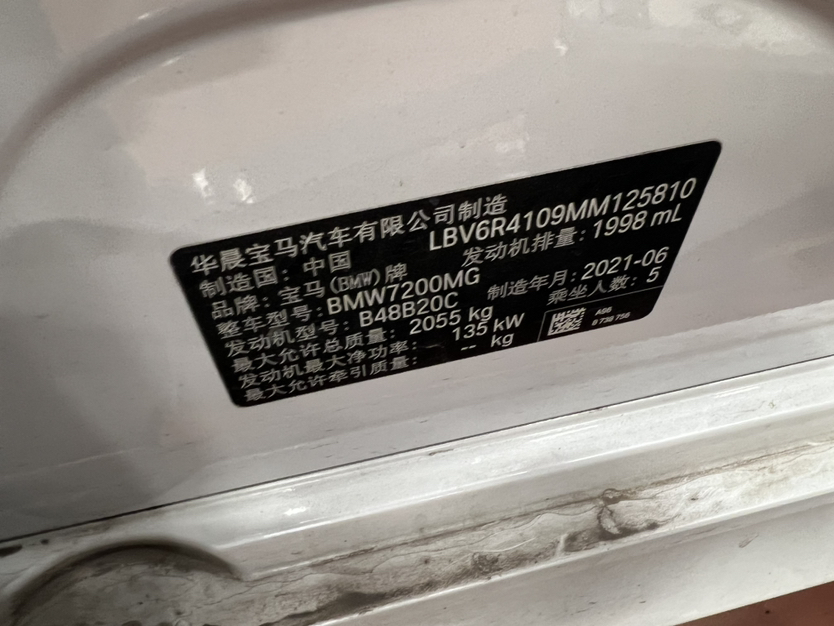 华晨宝马汽车有限公司制造
制造国：中国 LBV6R4109MM125810
品牌：宝马(BMW)牌 发动机排量：1998 mL
整车型号：BMW7200MG
发动机型号：B48B20C 制造年月：2021-06
最大允许总质量：2055 kg 乘坐人数：5
发动机最大净功率：135 kW
最大允许牵引质量：-- kg
A66
8 738 756